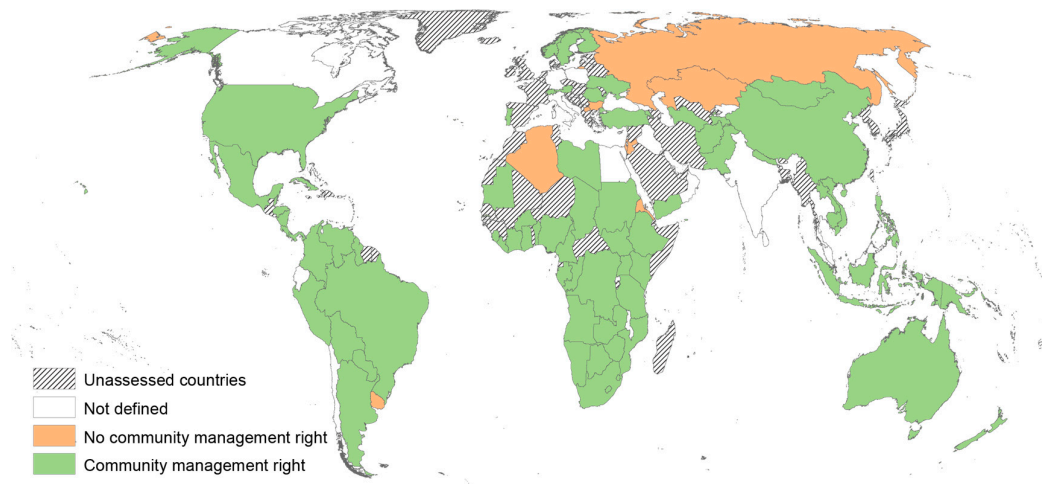 Unassessed countries
Not defined
No community management right
Community management right